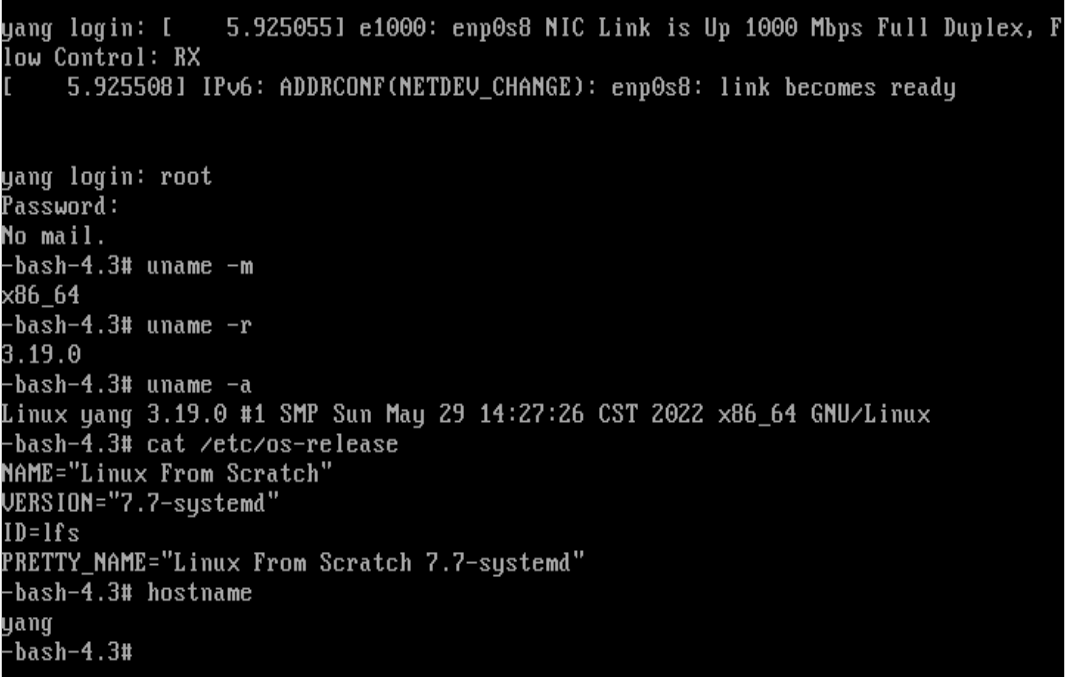 yang login: [    5.925055] e1000: enp0s8 NIC Link is Up 1000 Mbps Full Duplex, F
low Control: RX
[    5.925508] IPv6: ADDRCONF(NETDEV_CHANGE): enp0s8: link becomes ready
yang login: root
Password:
No mail.
-bash-4.3# uname -m
x86_64
-bash-4.3# uname -r
3.19.0
-bash-4.3# uname -a
Linux yang 3.19.0 #1 SMP Sun May 29 14:27:26 CST 2022 x86_64 GNU/Linux
-bash-4.3# cat /etc/os-release
NAME="Linux From Scratch"
VERSION="7.7-systemd"
ID=lfs
PRETTY_NAME="Linux From Scratch 7.7-systemd"
-bash-4.3# hostname
yang
-bash-4.3#